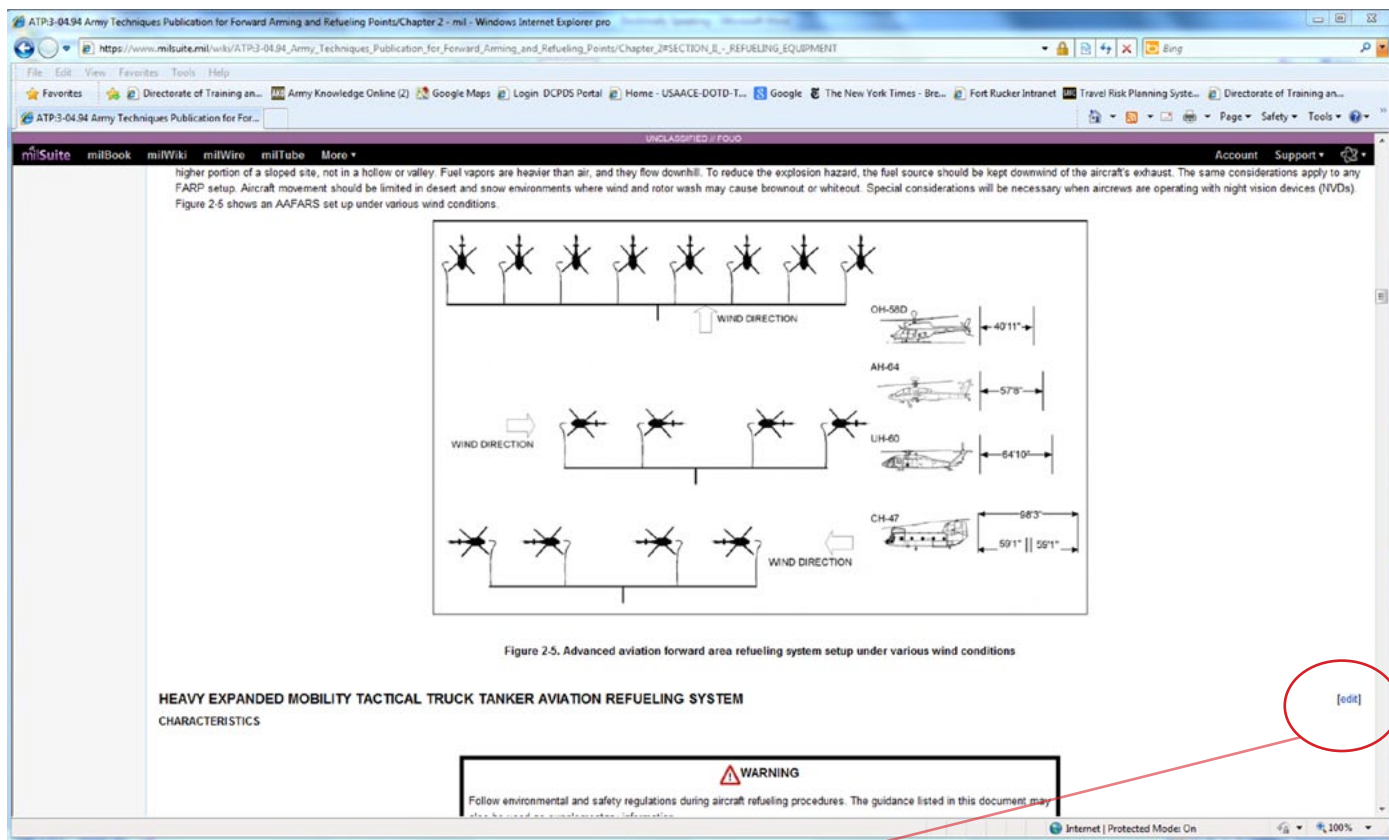 ATP:3-04.94 Army Techniques Publication for Forward Arming and Refueling Points/Chapter 2 - mil - Windows Internet Explorer pro
https://www.milsuite.mil/wiki/ATP:3-04.94_Army_Techniques_Publication_for_Forward_Arming_and_Refueling_Points/Chapter_2#SECTION_II_-_REFUELING_EQUIPMENT
Bing
File Edit View Favorites Tools Help
Favorites Directorate of Training an... Army Knowledge Online (2) Google Maps Login DCPDS Portal Home - USAACE-DOTD-T... Google The New York Times - Bre... Fort Rucker Intranet Travel Risk Planning Syste... Directorate of Training an...
ATP:3-04.94 Army Techniques Publication for For... Page Safety Tools
UNCLASSIFIED // FOUO
milSuite milBook milWiki milWire milTube More Account Support
higher portion of a sloped site, not in a hollow or valley. Fuel vapors are heavier than air, and they flow downhill. To reduce the explosion hazard, the fuel source should be kept downwind of the aircraft's exhaust. The same considerations apply to any
FARP setup. Aircraft movement should be limited in desert and snow environments where wind and rotor wash may cause brownout or whiteout. Special considerations will be necessary when aircrews are operating with night vision devices (NVDs).
Figure 2-5 shows an AAFARS set up under various wind conditions.
WIND DIRECTION
OH-58D
40'11"
AH-64
57'8"
WIND DIRECTION
UH-60
64'10"
CH-47
98'3"
59'1" || 59'1"
WIND DIRECTION
Figure 2-5. Advanced aviation forward area refueling system setup under various wind conditions
HEAVY EXPANDED MOBILITY TACTICAL TRUCK TANKER AVIATION REFUELING SYSTEM [edit]
CHARACTERISTICS
WARNING
Follow environmental and safety regulations during aircraft refueling procedures. The guidance listed in this document may
Internet | Protected Mode: On 100%